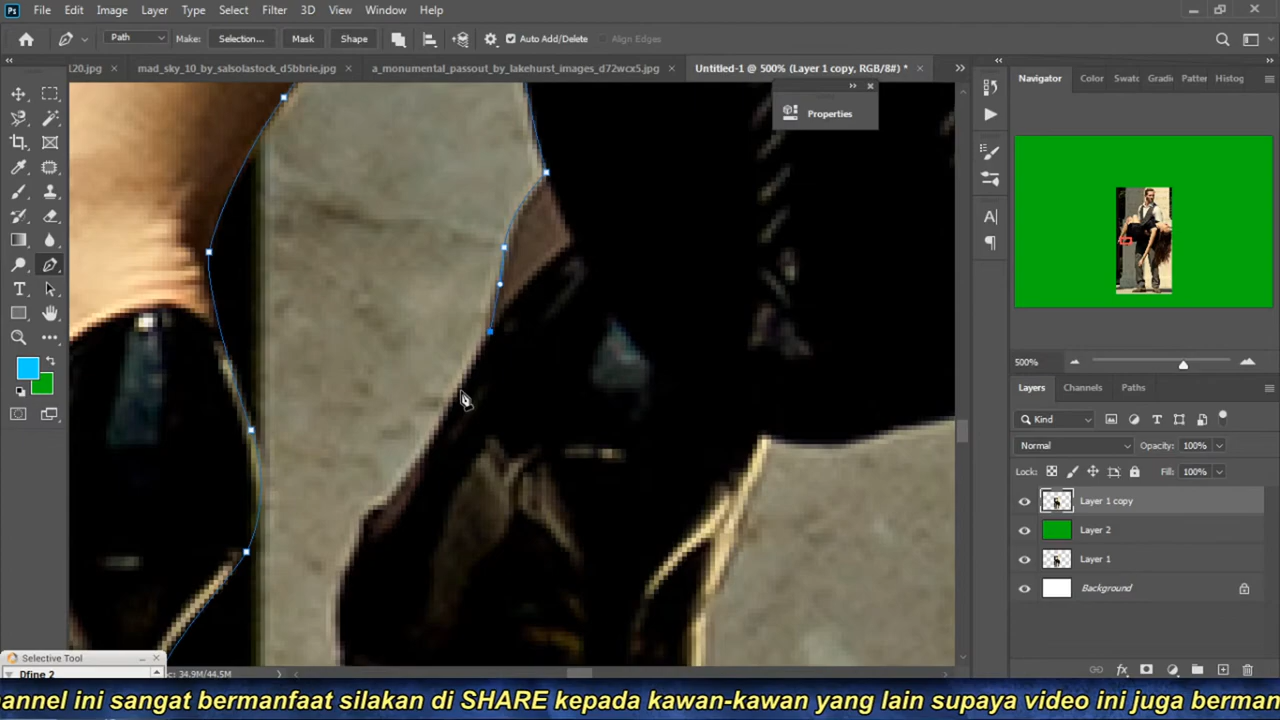 Ps File Edit Image Layer Type Select Filter 3D View Window Help
Path Make: Selection... Mask Shape Auto Add/Delete Align Edges
l20.jpg × mad_sky_10_by_salsolastock_d5bbrie.jpg × a_monumental_passout_by_lakehurst_images_d72wcx5.jpg × Untitled-1 @ 500% (Layer 1 copy, RGB/8#) * ×
Navigator Color Swatc Gradi Patter Histog
Properties
500%
Layers Channels Paths
Kind
Normal Opacity: 100%
Lock: Fill: 100%
Layer 1 copy
Layer 2
Layer 1
Background
Selective Tool
Dfine 2
c: 34.9M/44.5M
hannel ini sangat bermanfaat silakan di SHARE kepada kawan-kawan yang lain supaya video ini juga berman